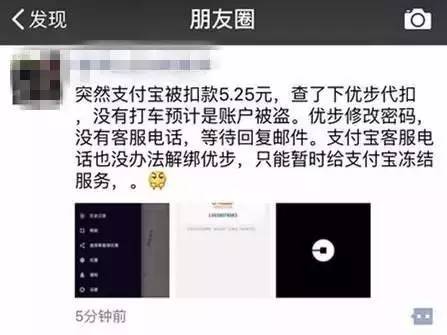 发现
朋友圈
突然支付宝被扣款5.25元，查了下优步代扣
，没有打车预计是账户被盗。优步修改密码，
没有客服电话，等待回复邮件。支付宝客服电
话也没办法解绑优步，只能暂时给支付宝冻结
服务，。
5分钟前